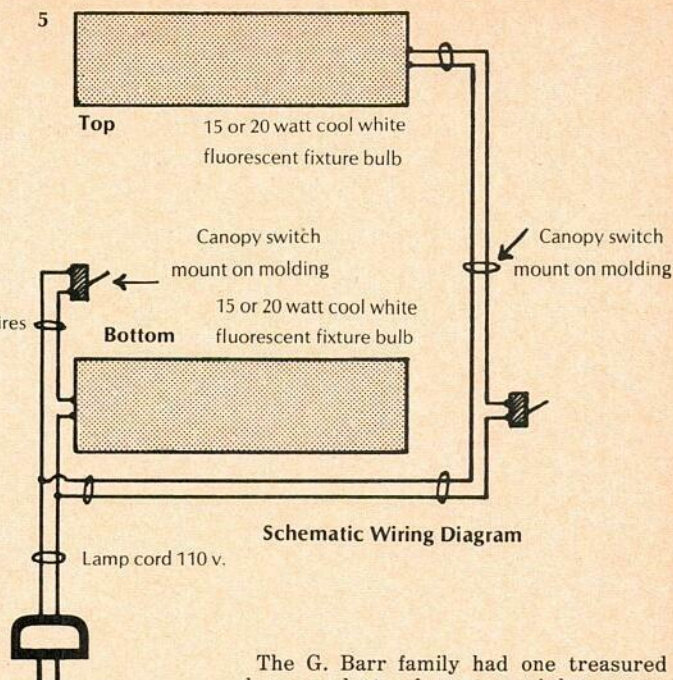 5
Top
15 or 20 watt cool white
fluorescent fixture bulb
Canopy switch
mount on molding
Canopy switch
mount on molding
15 or 20 watt cool white
Bottom fluorescent fixture bulb
Schematic Wiring Diagram
Lamp cord 110 v.
The G. Barr family had one treasured